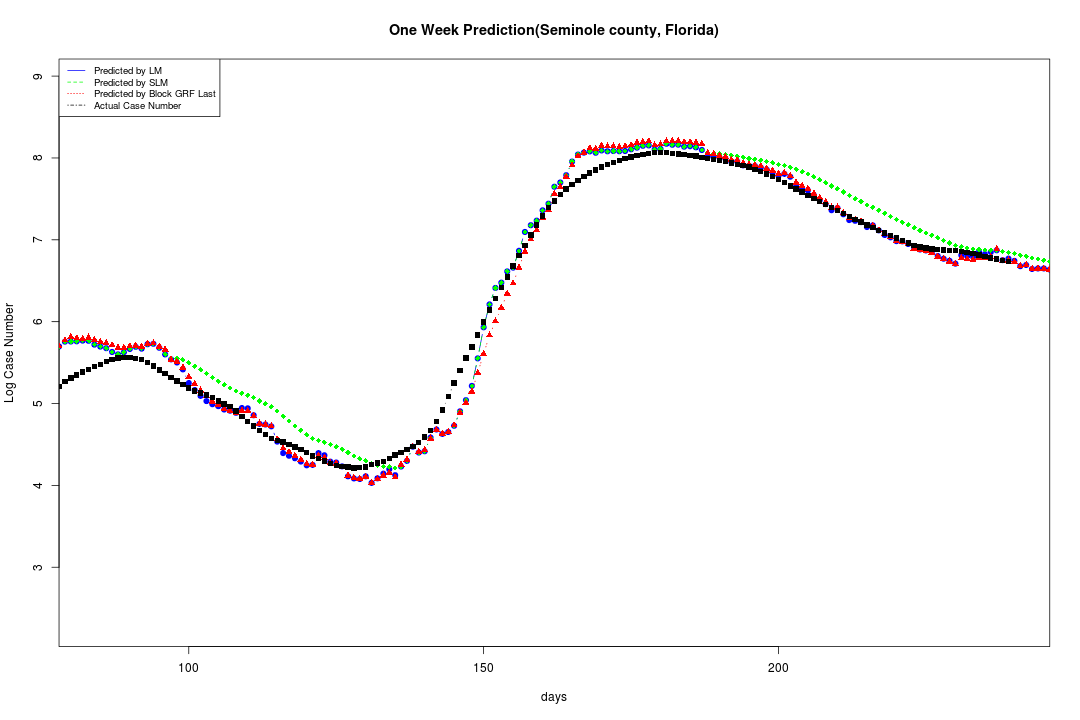 One Week Prediction(Seminole county, Florida)
Predicted by LM
Predicted by SLM
Predicted by Block GRF Last
Actual Case Number
9
8
7
6
5
4
3
Log Case Number
100 150 200
days